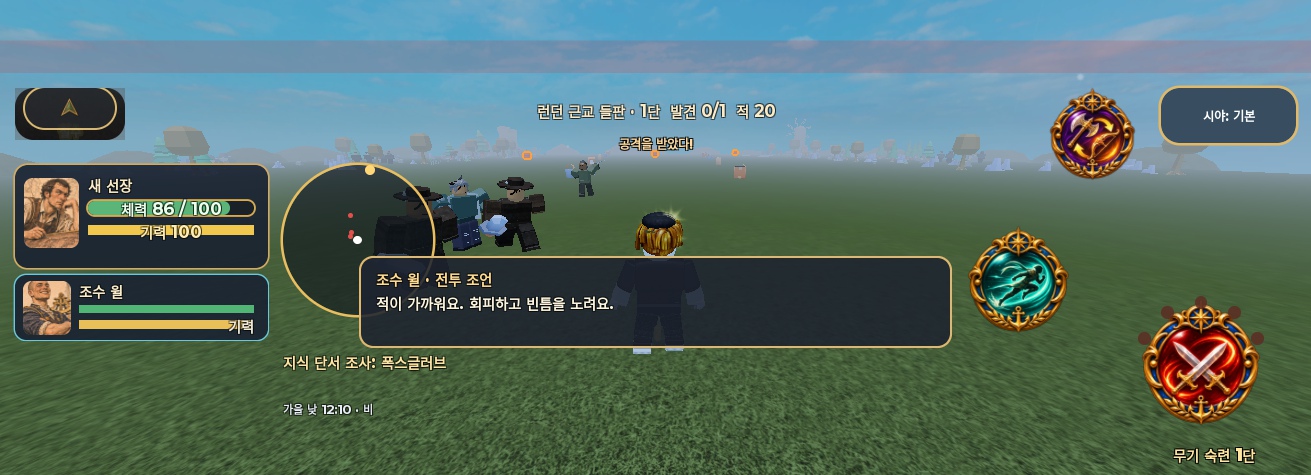 런던 근교 들판 · 1단 발견 0/1 적 20
공격을 받았다!
시야: 기본
새 선장
체력 86 / 100
기력 100
조수 윌
기력
조수 윌 · 전투 조언
적이 가까워요. 회피하고 빈틈을 노려요.
지식 단서 조사: 폭스글러브
가을 낮 12:10 · 비
무기 숙련 1단